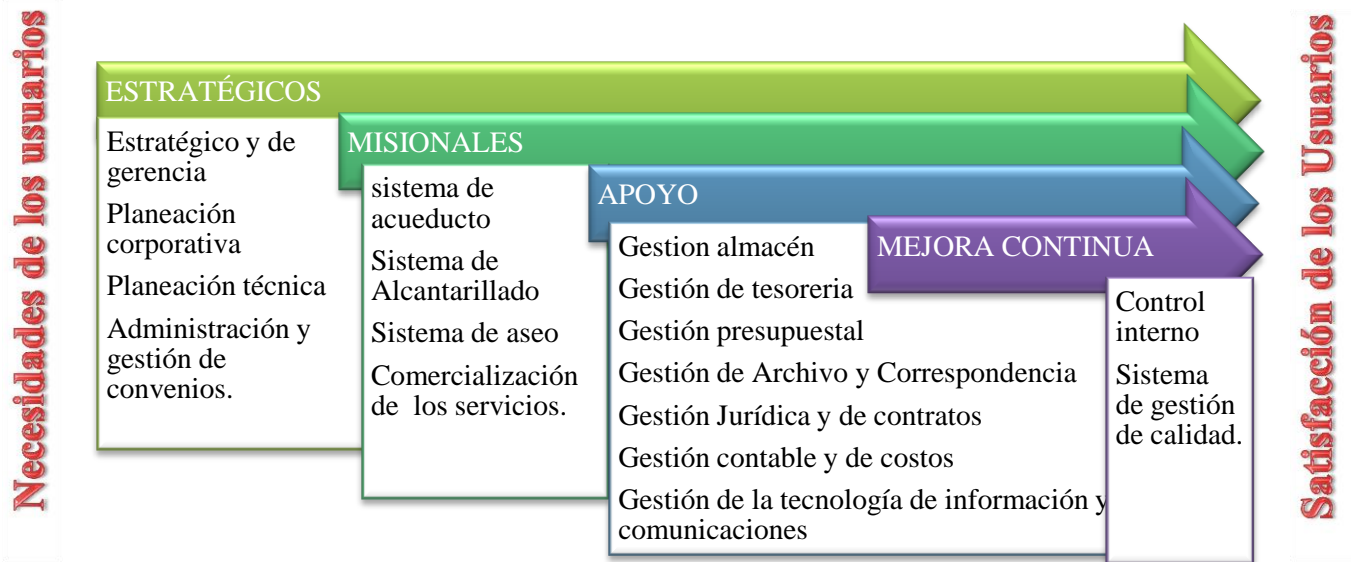 Necesidades de los usuarios
ESTRATÉGICOS
Estratégico y de
gerencia
Planeación
corporativa
Planeación técnica
Administración y
gestión de
convenios.
MISIONALES
sistema de
acueducto
Sistema de
Alcantarillado
Sistema de aseo
Comercialización
de los servicios.
APOYO
Gestion almacén
Gestión de tesoreria
Gestión presupuestal
Gestión de Archivo y Correspondencia
Gestión Jurídica y de contratos
Gestión contable y de costos
Gestión de la tecnología de información y
comunicaciones
MEJORA CONTINUA
Control
interno
Sistema
de gestión
de calidad.
Satisfacción de los Usuarios